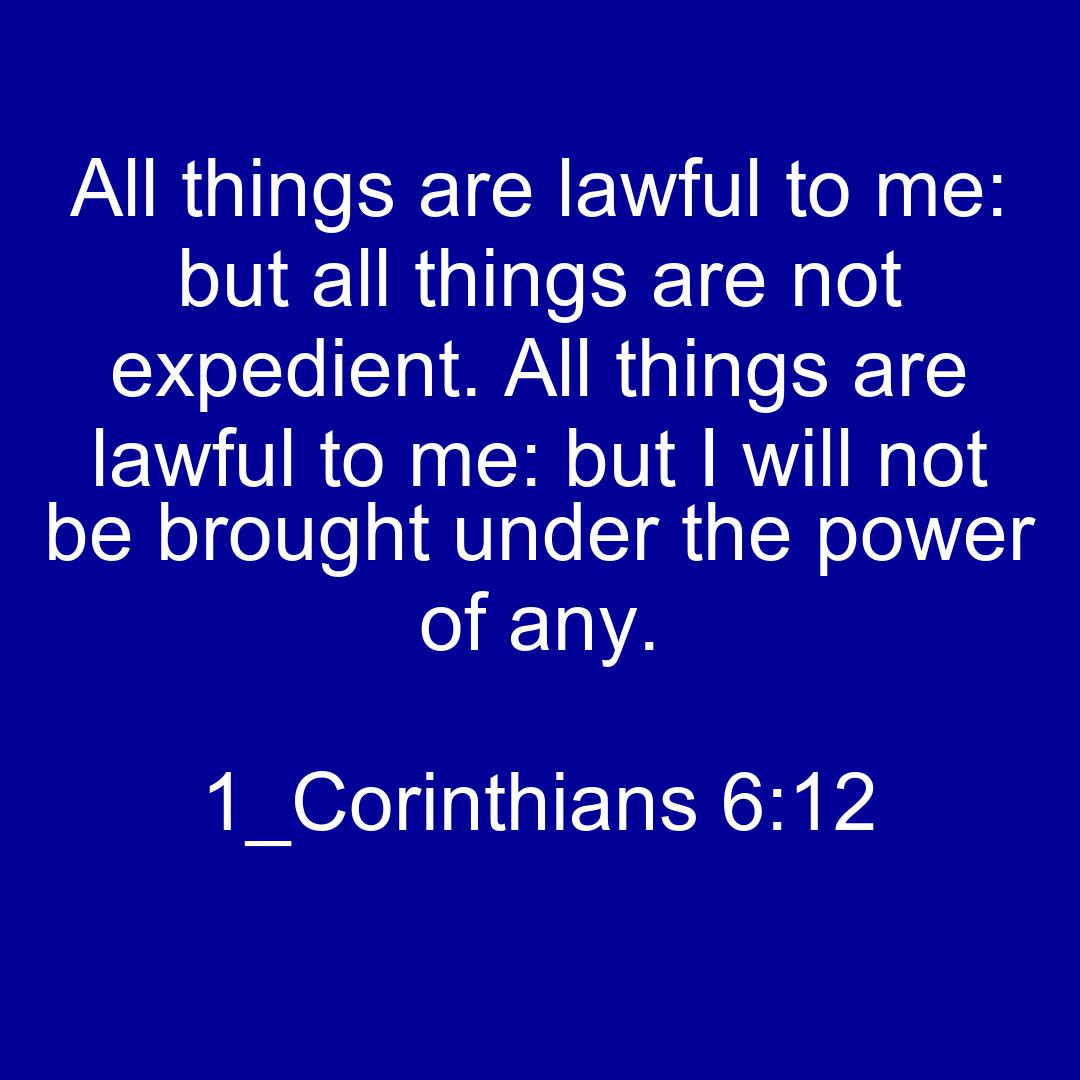 All things are lawful to me:
but all things are not
expedient. All things are
lawful to me: but I will not
be brought under the power
of any.
1_Corinthians 6:12